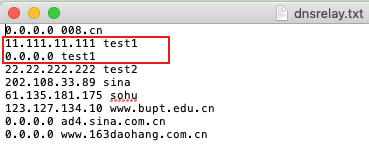 dnsrelay.txt
0.0.0.0 008.cn
11.111.11.111 test1
0.0.0.0 test1
22.22.222.222 test2
202.108.33.89 sina
61.135.181.175 sohu
123.127.134.10 www.bupt.edu.cn
0.0.0.0 ad4.sina.com.cn
0.0.0.0 www.163daohang.com.cn